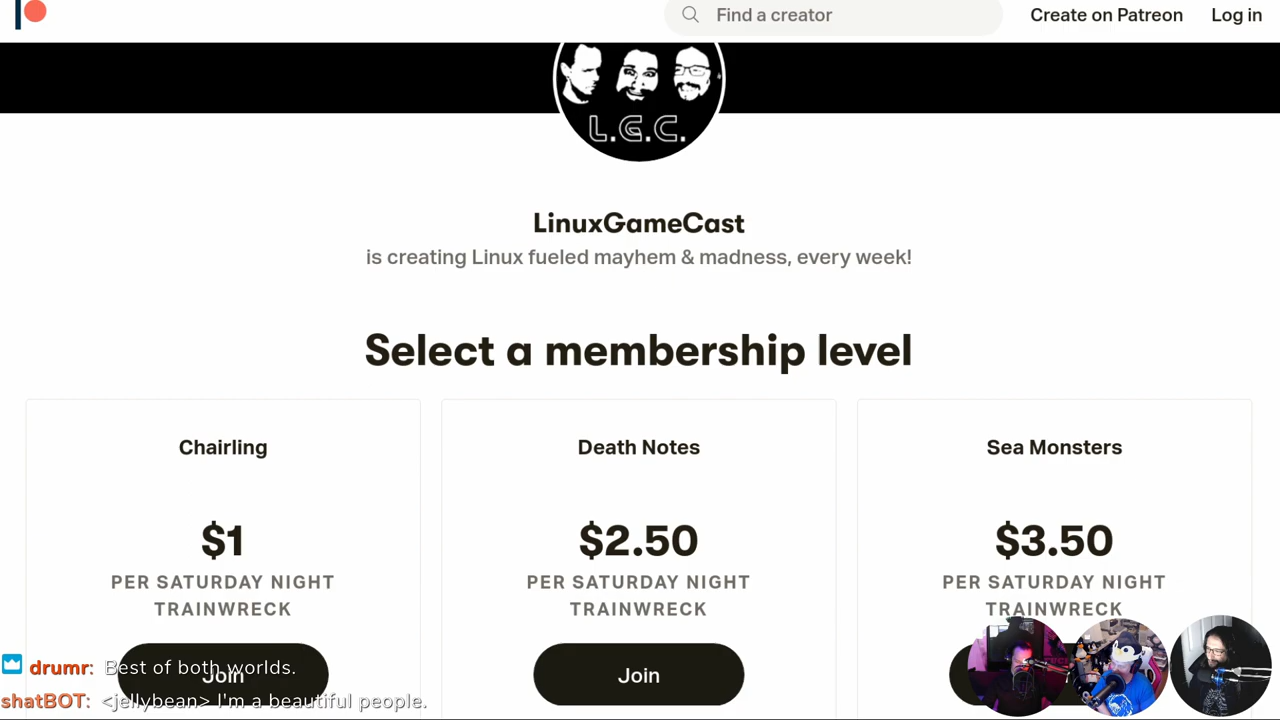 Find a creator
Create on Patreon
Log in
L.G.C.
LinuxGameCast
is creating Linux fueled mayhem & madness, every week!
Select a membership level
Chairling
Death Notes
Sea Monsters
$1
$2.50
$3.50
PER SATURDAY NIGHT
TRAINWRECK
PER SATURDAY NIGHT
TRAINWRECK
PER SATURDAY NIGHT
TRAINWRECK
Join
Join
drumr: Best of both worlds.
shatBOT: <jellybean> I'm a beautiful people.